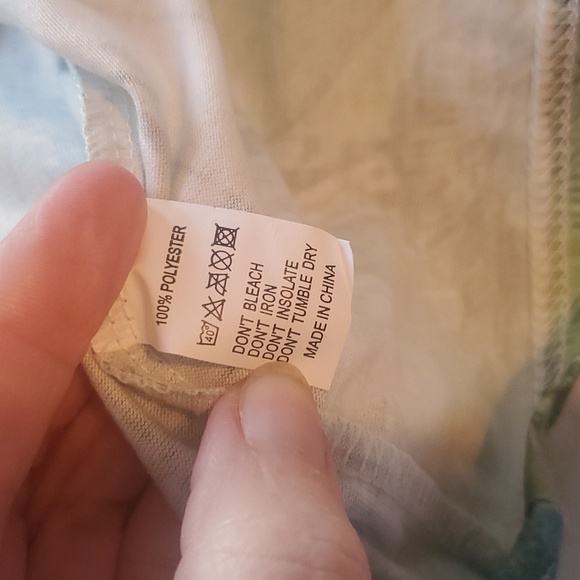 100% POLYESTER
40°
DON'T BLEACH
DON'T IRON
DON'T INSOLATE
DON'T TUMBLE DRY
MADE IN CHINA